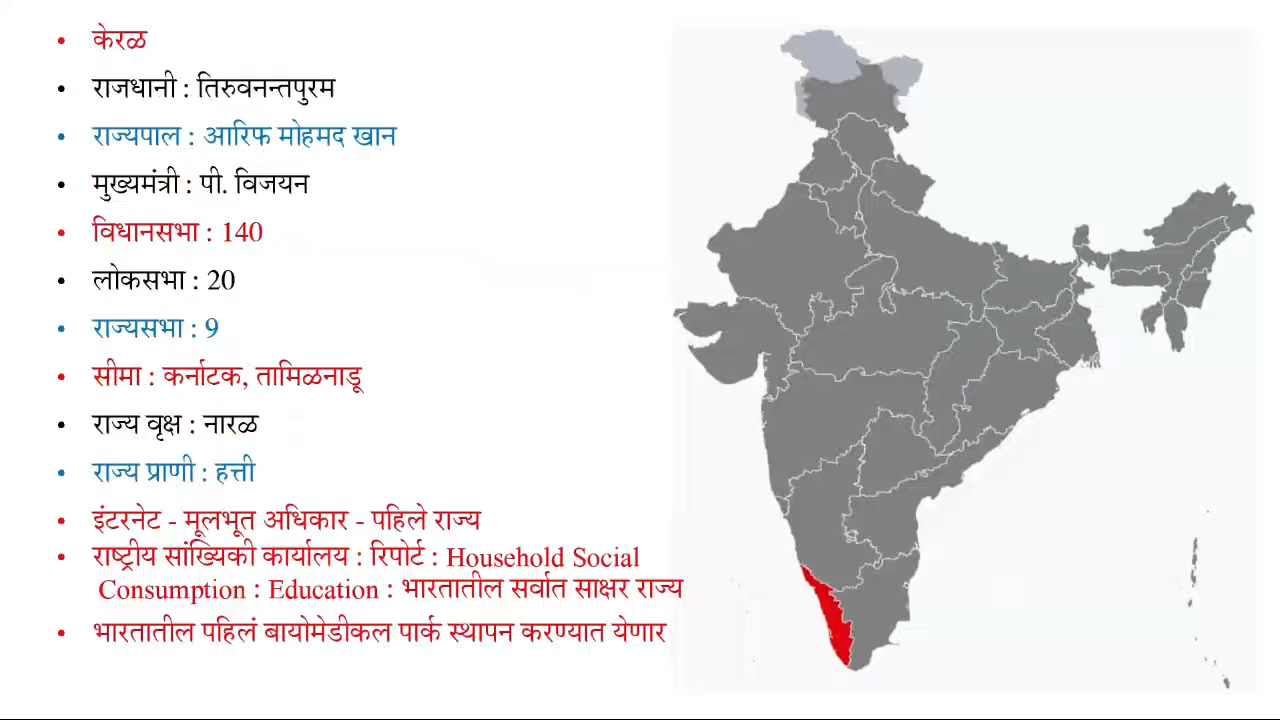 • केरळ
• राजधानी : तिरुवनन्तपुरम
• राज्यपाल : आरिफ मोहमद खान
• मुख्यमंत्री : पी. विजयन
• विधानसभा : 140
• लोकसभा : 20
• राज्यसभा : 9
• सीमा : कर्नाटक, तामिळनाडू
• राज्य वृक्ष : नारळ
• राज्य प्राणी : हत्ती
• इंटरनेट - मूलभूत अधिकार - पहिले राज्य
• राष्ट्रीय सांख्यिकी कार्यालय : रिपोर्ट : Household Social
Consumption : Education : भारतातील सर्वात साक्षर राज्य
• भारतातील पहिलं बायोमेडीकल पार्क स्थापन करण्यात येणार